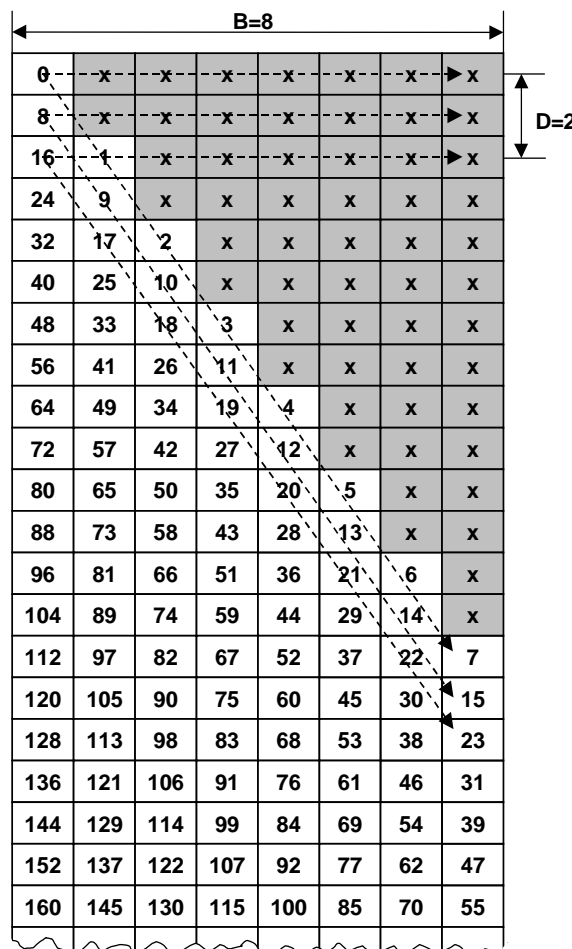 B=8
0 x x x x x x x
8 x x x x x x x
D=2
16 1 x x x x x x
24 9 x x x x x x
32 17 2 x x x x x
40 25 10 x x x x x
48 33 18 3 x x x x
56 41 26 11 x x x x
64 49 34 19 4 x x x
72 57 42 27 12 x x x
80 65 50 35 20 5 x x
88 73 58 43 28 13 x x
96 81 66 51 36 21 6 x
104 89 74 59 44 29 14 x
112 97 82 67 52 37 22 7
120 105 90 75 60 45 30 15
128 113 98 83 68 53 38 23
136 121 106 91 76 61 46 31
144 129 114 99 84 69 54 39
152 137 122 107 92 77 62 47
160 145 130 115 100 85 70 55